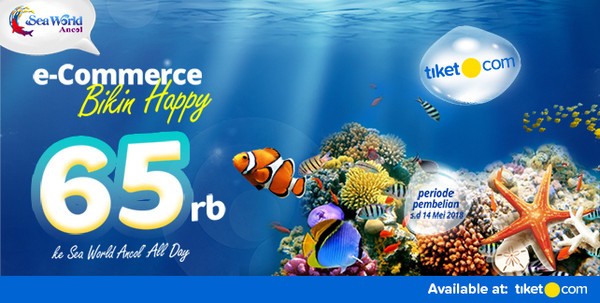 Sea World
Ancol
e-Commerce
Bikin Happy
65rb
ke Sea World Ancol All Day
tiket com
periode
pembelian
s.d 14 Mei 2018
Available at: tiket com